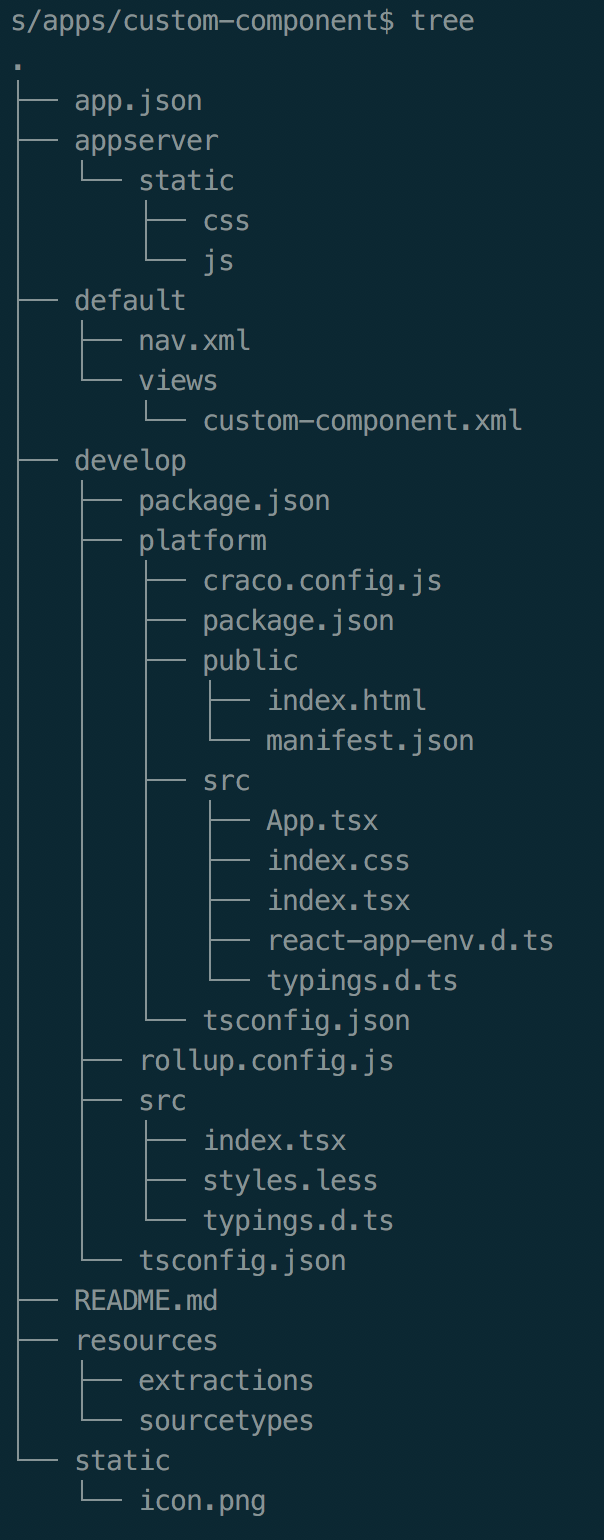 s/apps/custom-component$ tree
.
├── app.json
├── appserver
│   └── static
│       ├── css
│       └── js
├── default
│   ├── nav.xml
│   └── views
│       └── custom-component.xml
├── develop
│   ├── package.json
│   ├── platform
│   │   ├── craco.config.js
│   │   ├── package.json
│   │   ├── public
│   │   │   ├── index.html
│   │   │   └── manifest.json
│   │   ├── src
│   │   │   ├── App.tsx
│   │   │   ├── index.css
│   │   │   ├── index.tsx
│   │   │   ├── react-app-env.d.ts
│   │   │   └── typings.d.ts
│   │   └── tsconfig.json
│   ├── rollup.config.js
│   ├── src
│   │   ├── index.tsx
│   │   ├── styles.less
│   │   └── typings.d.ts
│   └── tsconfig.json
├── README.md
├── resources
│   ├── extractions
│   └── sourcetypes
└── static
    └── icon.png